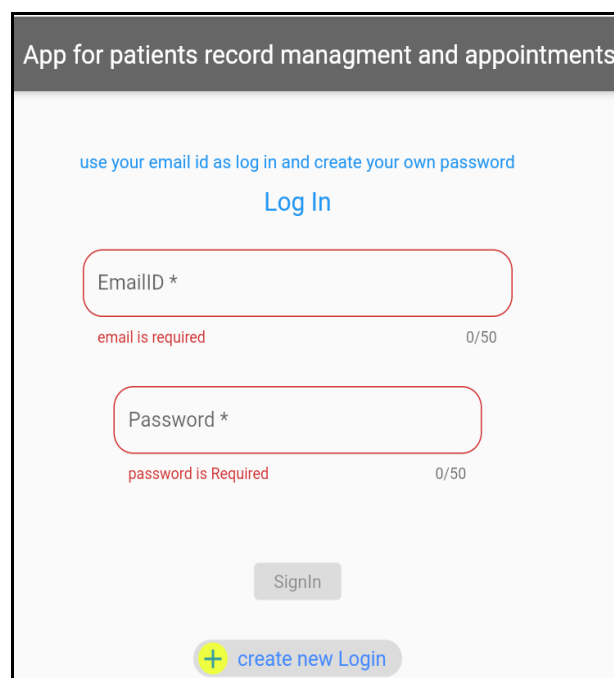 App for patients record managment and appointments
use your email id as log in and create your own password
Log In
EmailID *
email is required 0/50
Password *
password is Required 0/50
SignIn
+ create new Login